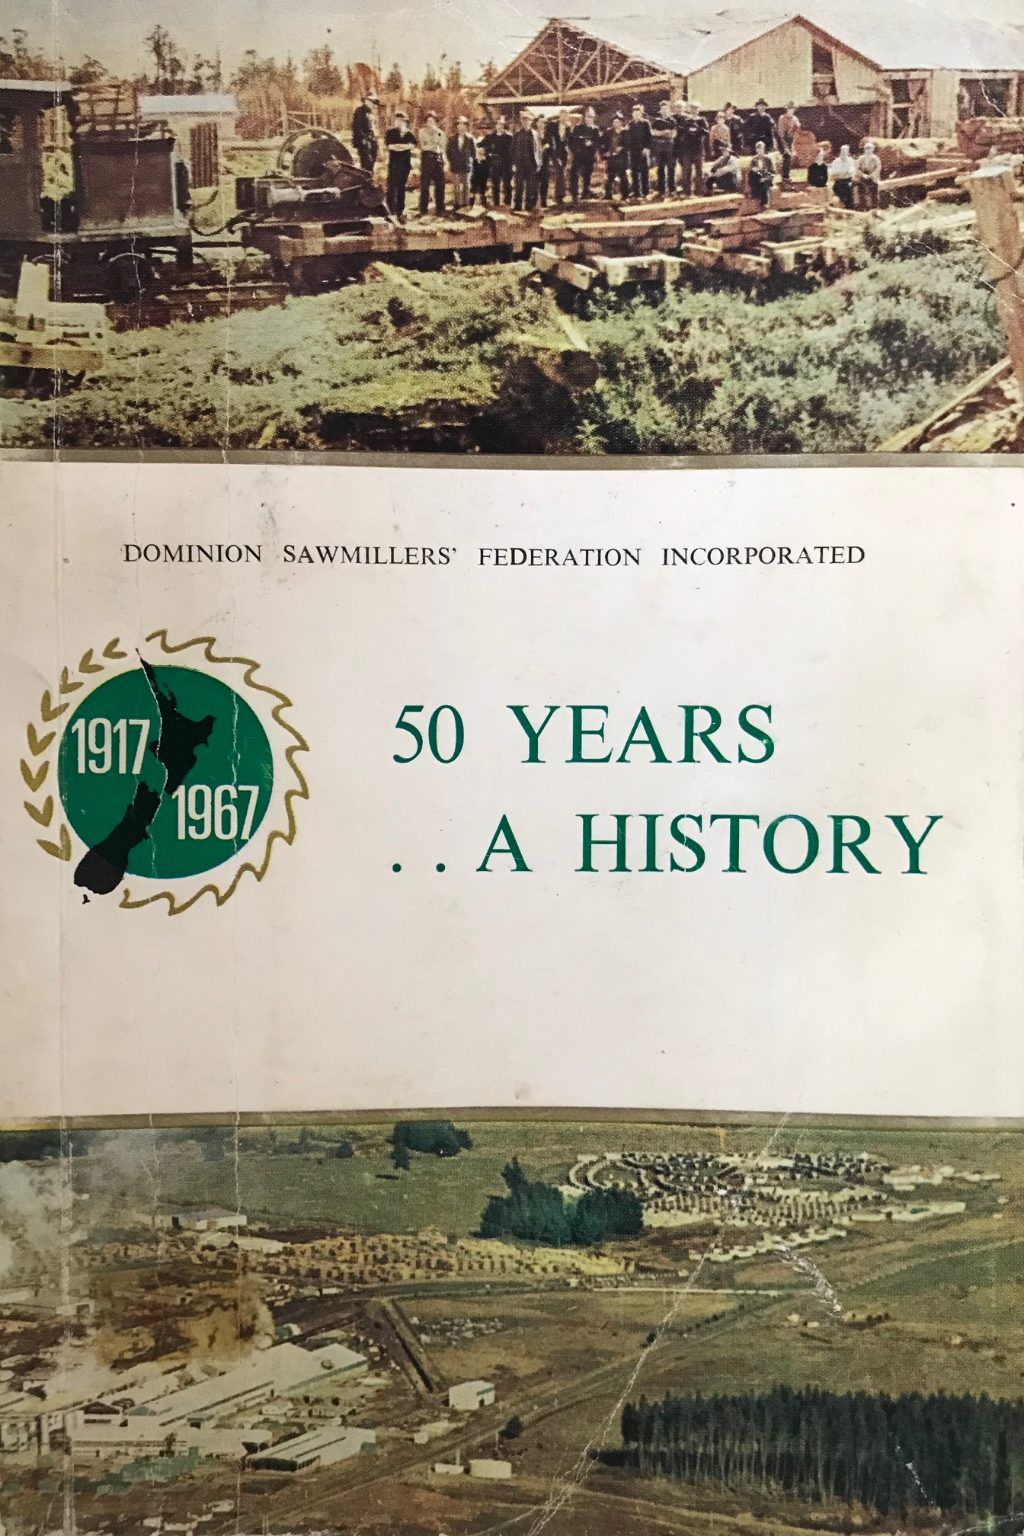 DOMINION SAWMILLERS' FEDERATION INCORPORATED
1917
1967
50 YEARS
. . A HISTORY